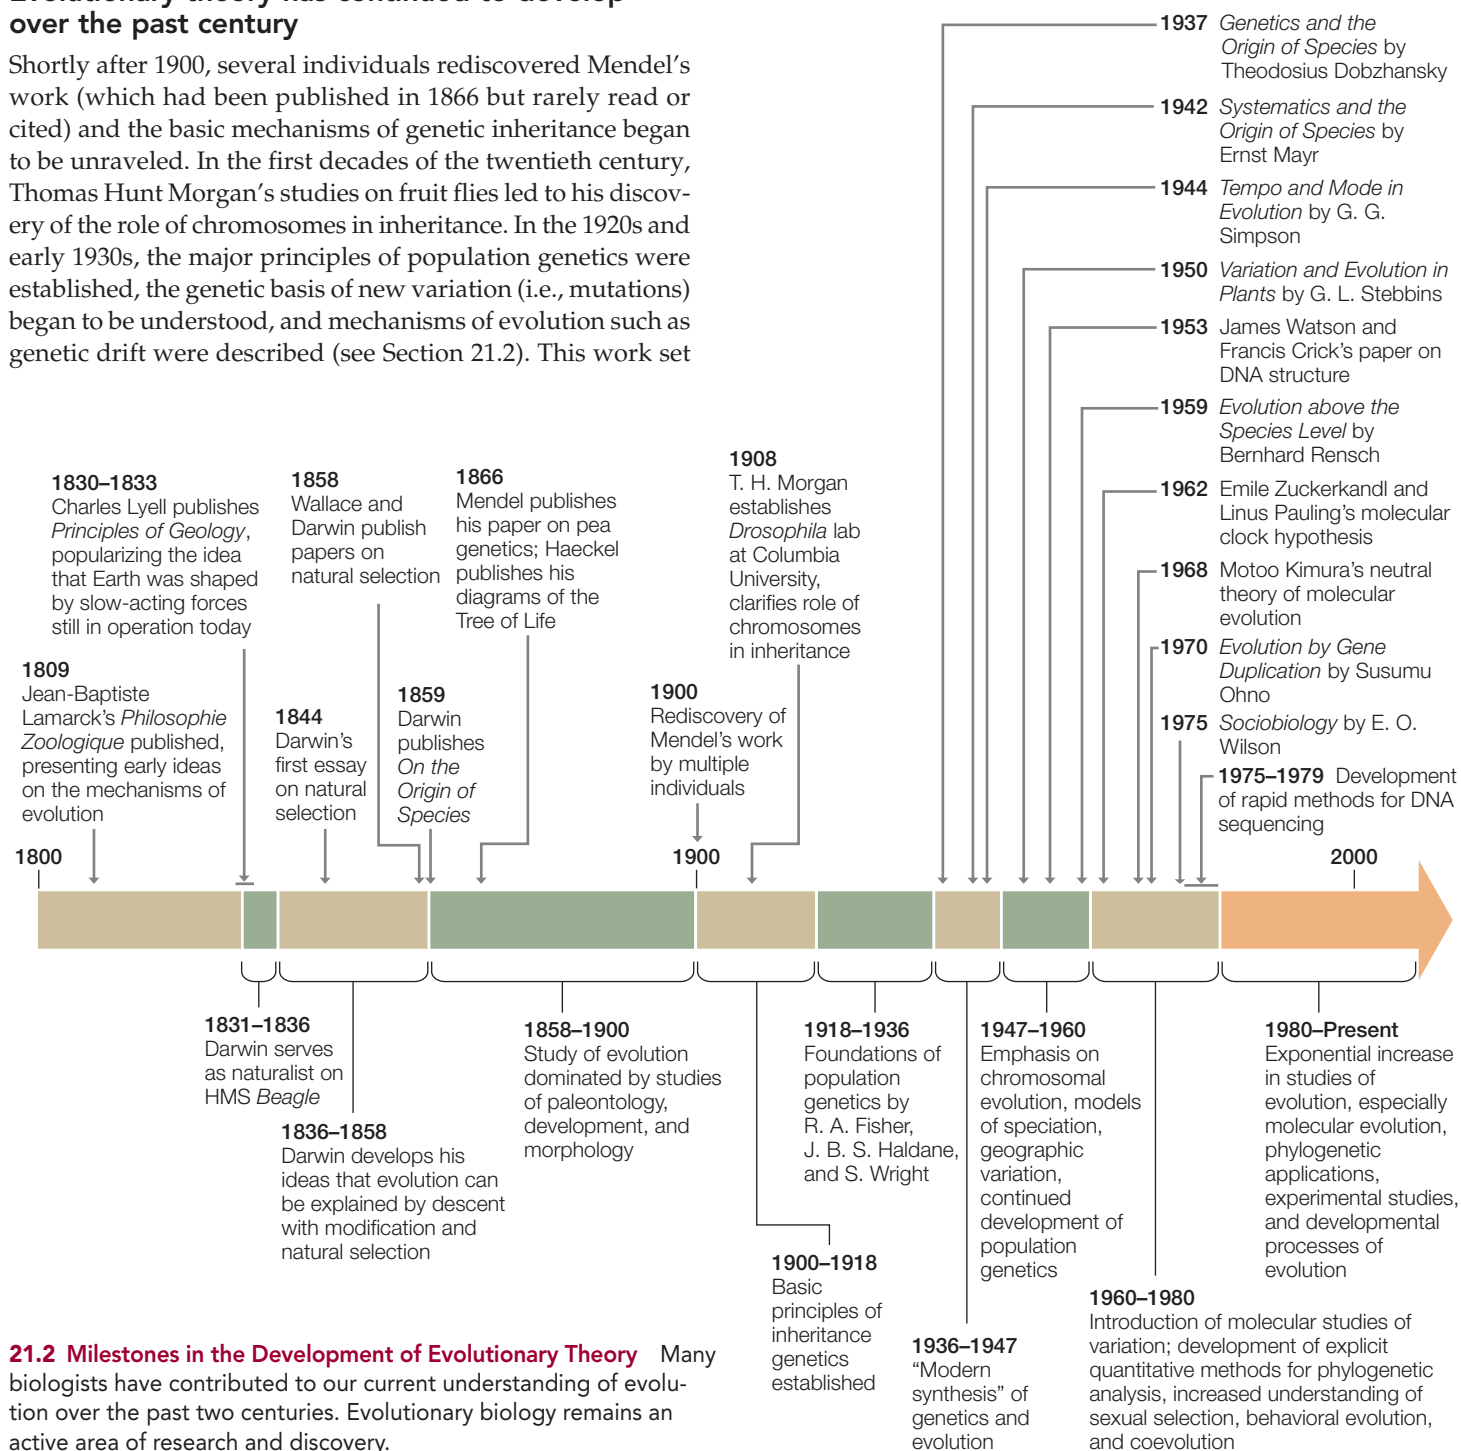 Evolutionary theory has continued to develop
over the past century
Shortly after 1900, several individuals rediscovered Mendel’s
work (which had been published in 1866 but rarely read or
cited) and the basic mechanisms of genetic inheritance began
to be unraveled. In the first decades of the twentieth century,
Thomas Hunt Morgan’s studies on fruit flies led to his discov-
ery of the role of chromosomes in inheritance. In the 1920s and
early 1930s, the major principles of population genetics were
established, the genetic basis of new variation (i.e., mutations)
began to be understood, and mechanisms of evolution such as
genetic drift were described (see Section 21.2). This work set
1937 Genetics and the
Origin of Species by
Theodosius Dobzhansky
1942 Systematics and the
Origin of Species by
Ernst Mayr
1944 Tempo and Mode in
Evolution by G. G.
Simpson
1950 Variation and Evolution in
Plants by G. L. Stebbins
1953 James Watson and
Francis Crick’s paper on
DNA structure
1959 Evolution above the
Species Level by
Bernhard Rensch
1962 Emile Zuckerkandl and
Linus Pauling’s molecular
clock hypothesis
1968 Motoo Kimura’s neutral
theory of molecular
evolution
1970 Evolution by Gene
Duplication by Susumu
Ohno
1975 Sociobiology by E. O.
Wilson
1975–1979 Development
of rapid methods for DNA
sequencing
1830–1833
Charles Lyell publishes
Principles of Geology,
popularizing the idea
that Earth was shaped
by slow-acting forces
still in operation today
1858
Wallace and
Darwin publish
papers on
natural selection
1866
Mendel publishes
his paper on pea
genetics; Haeckel
publishes his
diagrams of the
Tree of Life
1908
T. H. Morgan
establishes
Drosophila lab
at Columbia
University,
clarifies role of
chromosomes
in inheritance
1809
Jean-Baptiste
Lamarck’s Philosophie
Zoologique published,
presenting early ideas
on the mechanisms of
evolution
1844
Darwin’s
first essay
on natural
selection
1859
Darwin
publishes
On the
Origin of
Species
1900
Rediscovery of
Mendel’s work
by multiple
individuals
1800
1900
2000
1831–1836
Darwin serves
as naturalist on
HMS Beagle
1836–1858
Darwin develops his
ideas that evolution can
be explained by descent
with modification and
natural selection
1858–1900
Study of evolution
dominated by studies
of paleontology,
development, and
morphology
1900–1918
Basic
principles of
inheritance
genetics
established
1918–1936
Foundations of
population
genetics by
R. A. Fisher,
J. B. S. Haldane,
and S. Wright
1936–1947
“Modern
synthesis” of
genetics and
evolution
1947–1960
Emphasis on
chromosomal
evolution, models
of speciation,
geographic
variation,
continued
development of
population
genetics
1960–1980
Introduction of molecular studies of
variation; development of explicit
quantitative methods for phylogenetic
analysis, increased understanding of
sexual selection, behavioral evolution,
and coevolution
1980–Present
Exponential increase
in studies of
evolution, especially
molecular evolution,
phylogenetic
applications,
experimental studies,
and developmental
processes of
evolution
21.2 Milestones in the Development of Evolutionary Theory Many
biologists have contributed to our current understanding of evolu-
tion over the past two centuries. Evolutionary biology remains an
active area of research and discovery.